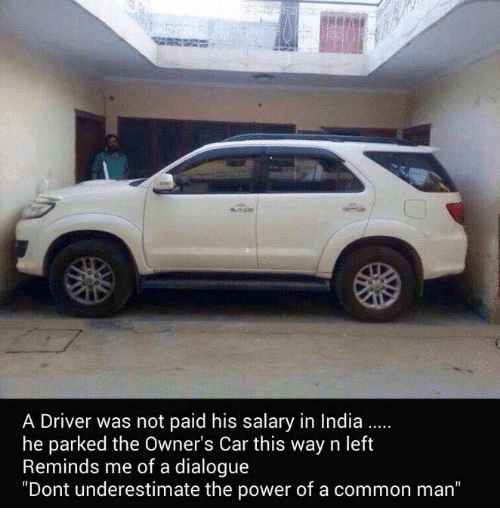 A Driver was not paid his salary in India .....
he parked the Owner's Car this way n left
Reminds me of a dialogue
"Dont underestimate the power of a common man"